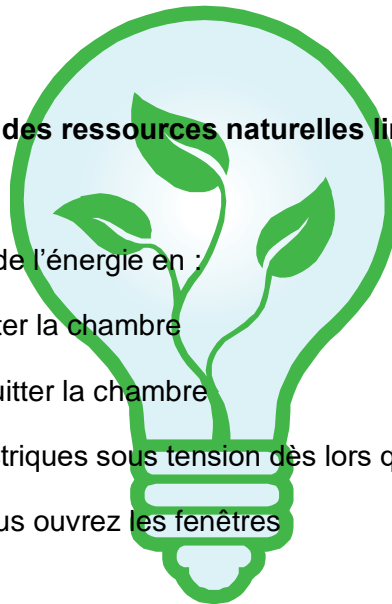 des ressources naturelles li
de l’énergie en :
ter la chambre
uitter la chambre
triques sous tension dès lors q
us ouvrez les fenêtres